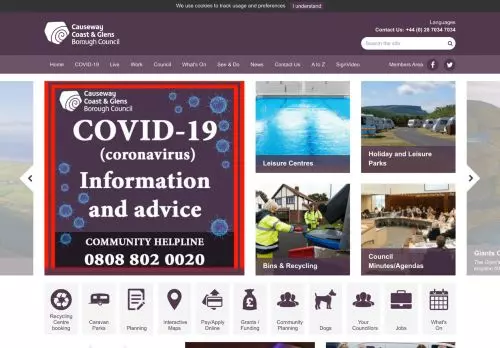 We use cookies to track usage and preferences I understand
Causeway
Coast & Glens
Borough Council
Languages
Contact Us: +44 (0) 28 7034 7034
Search the site
Home COVID-19 Live Work Council What's On See & Do News Contact Us A to Z SignVideo Members Area
Causeway
Coast & Glens
Borough Council
COVID-19
(coronavirus)
Information
and advice
COMMUNITY HELPLINE
0808 802 0020
Leisure Centres
Holiday and Leisure
Parks
Bins & Recycling
Council
Minutes/Agendas
Giants C
Recycling
Centre
booking
Caravan
Parks
Planning
Interactive
Maps
Pay/Apply
Online
Grants /
Funding
Community
Planning
Dogs
Your
Councillors
Jobs
What's
On